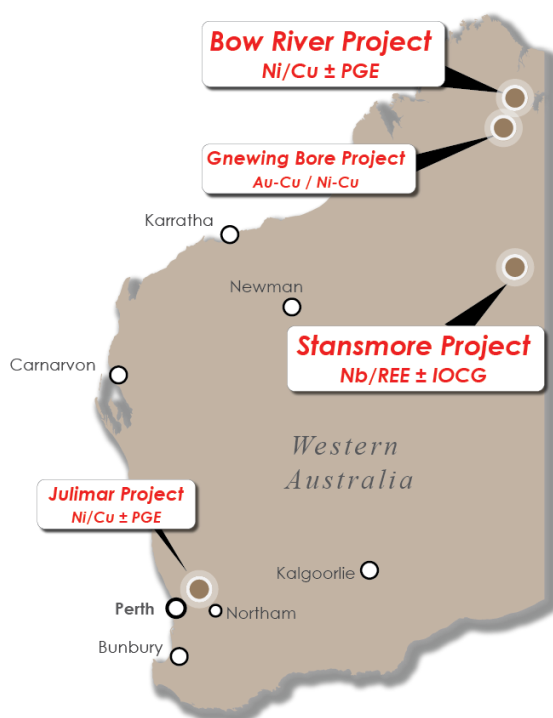 Bow River Project
Ni/Cu ± PGE
Gnewing Bore Project
Au-Cu / Ni-Cu
Karratha
Newman
Stansmore Project
Nb/REE ± IOCG
Carnarvon
Western
Australia
Julimar Project
Ni/Cu ± PGE
Kalgoorlie
Perth
Northam
Bunbury